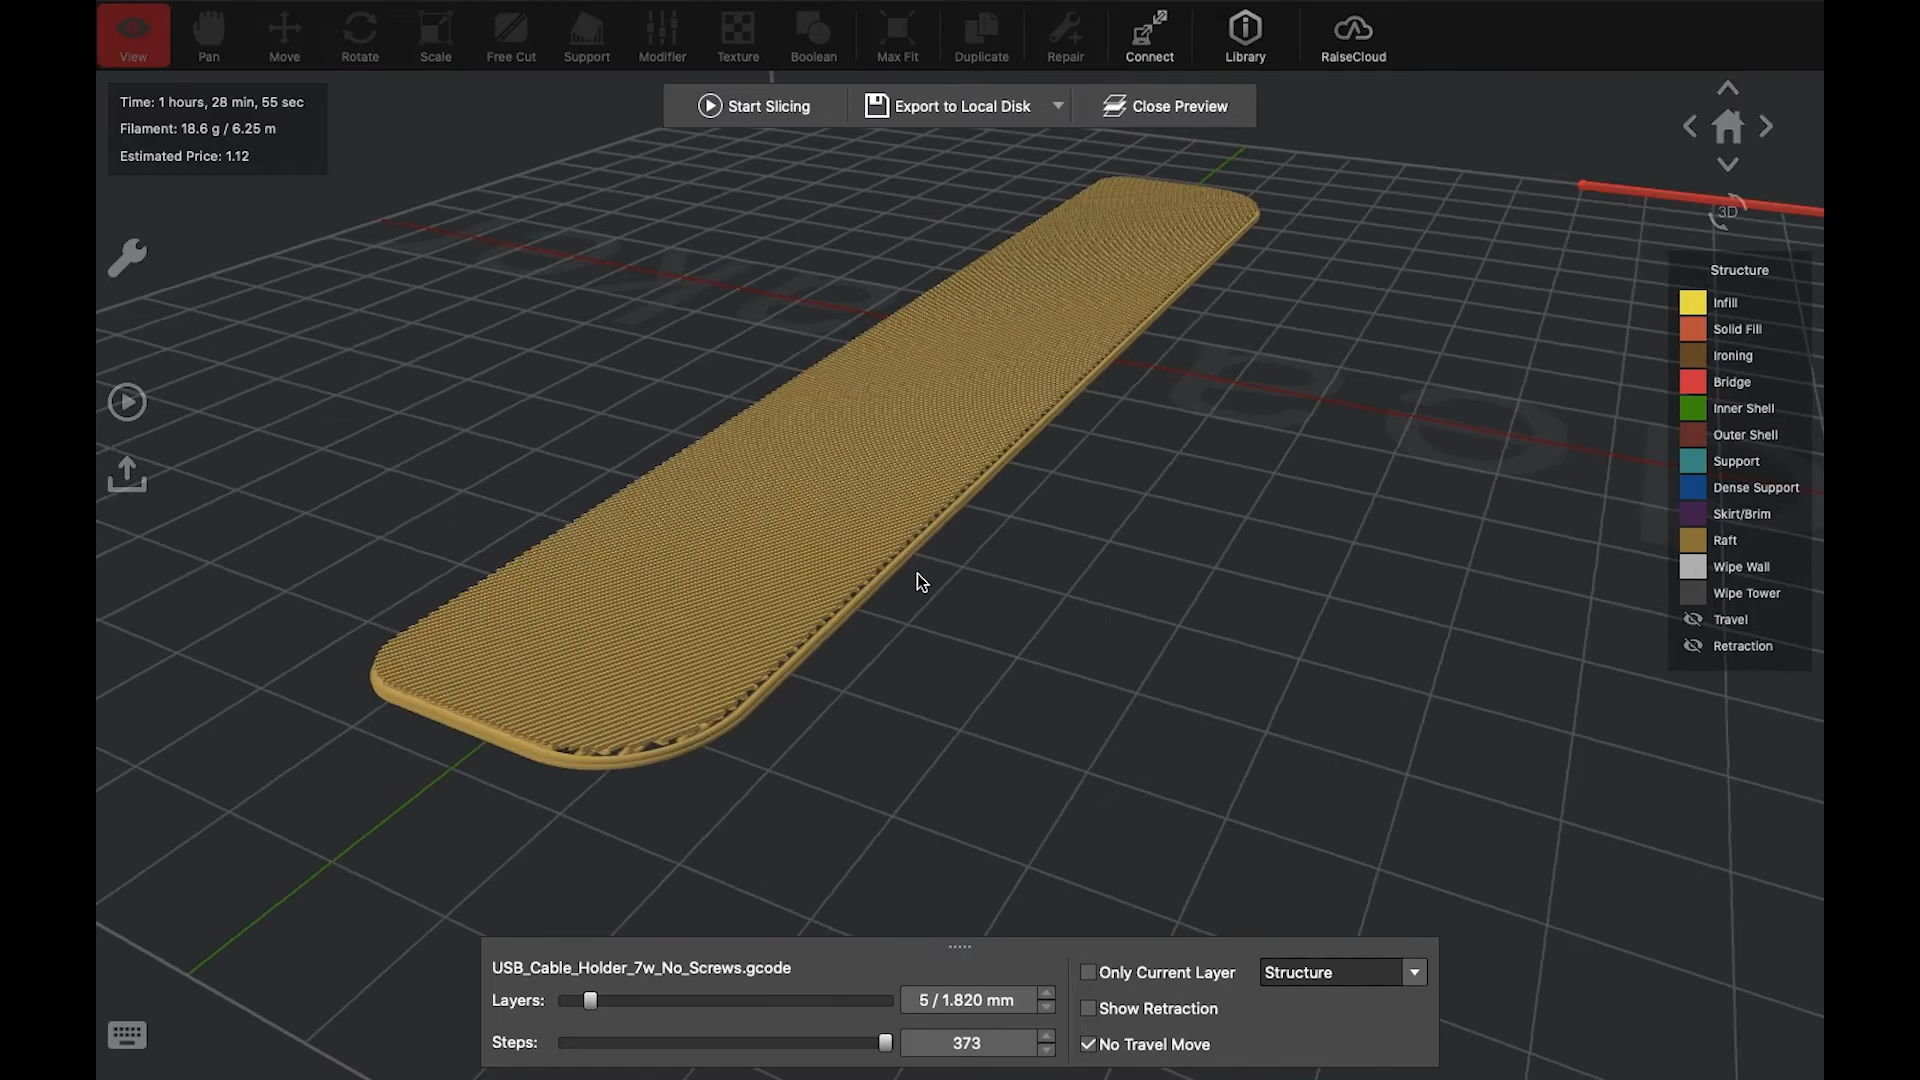 View
Pan
Move
Rotate
Scale
Free Cut
Support
Modifier
Texture
Boolean
Max Fit
Duplicate
Repair
Connect
Library
RaiseCloud
Time: 1 hours, 28 min, 55 sec
Filament: 18.6 g / 6.25 m
Estimated Price: 1.12
Start Slicing
Export to Local Disk
Close Preview
3D
Structure
Infill
Solid Fill
Ironing
Bridge
Inner Shell
Outer Shell
Support
Dense Support
Skirt/Brim
Raft
Wipe Wall
Wipe Tower
Travel
Retraction
USB_Cable_Holder_7w_No_Screws.gcode
Layers: 5 / 1.820 mm
Steps: 373
Only Current Layer
Structure
Show Retraction
No Travel Move